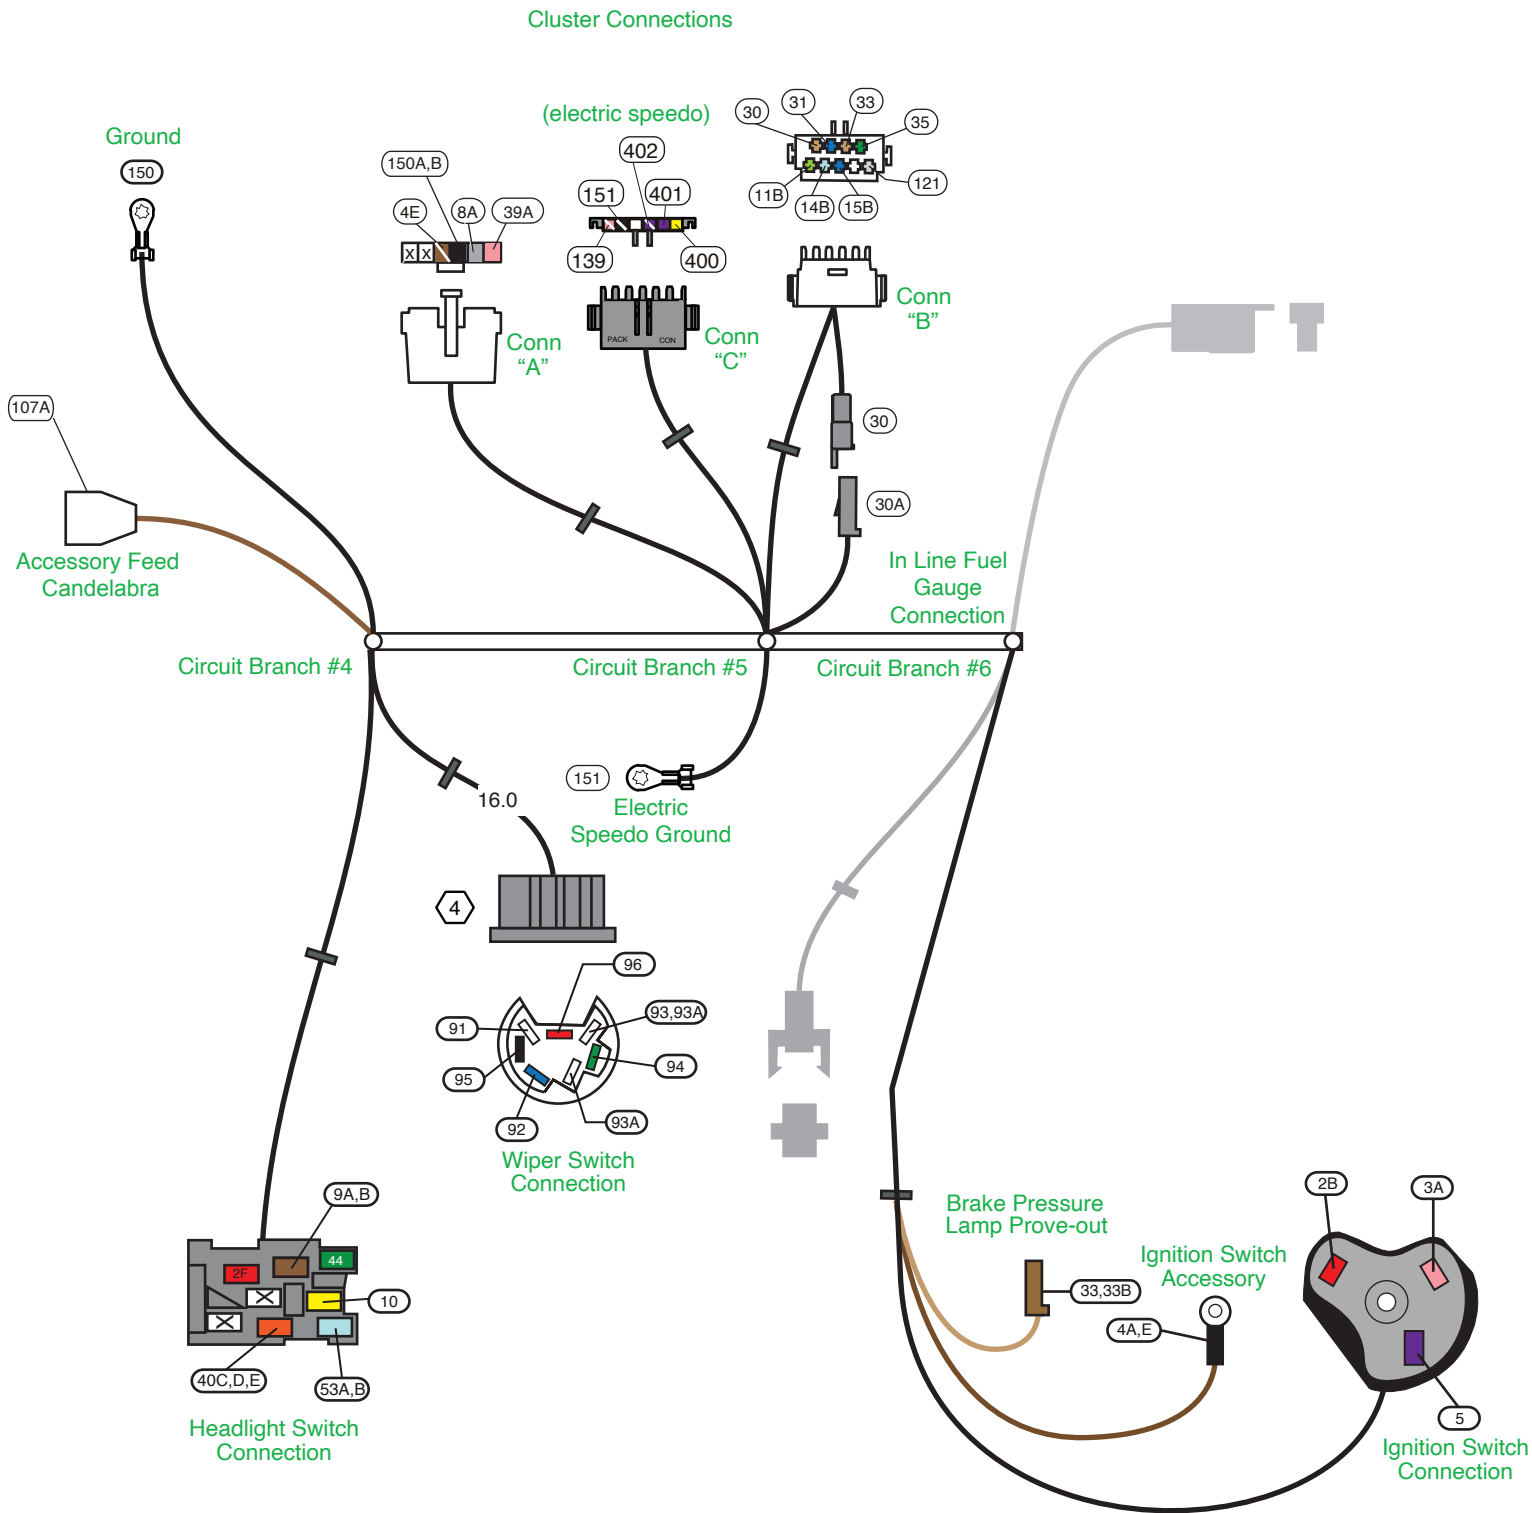 Cluster Connections
(electric speedo)
Ground
150
150A,B
4E
8A
39A
X
X
402
151
401
139
400
30
31
33
35
11B
14B
15B
121
Conn
"A"
PACK
CON
Conn
"C"
Conn
"B"
30
30A
107A
Accessory Feed
Candelabra
In Line Fuel
Gauge
Connection
Circuit Branch #4
Circuit Branch #5
Circuit Branch #6
16.0
151
Electric
Speedo Ground
4
96
91
93,93A
95
94
92
93A
Wiper Switch
Connection
9A,B
2F
44
X
10
X
40C,D,E
53A,B
Headlight Switch
Connection
Brake Pressure
Lamp Prove-out
33,33B
Ignition Switch
Accessory
4A,E
2B
3A
5
Ignition Switch
Connection